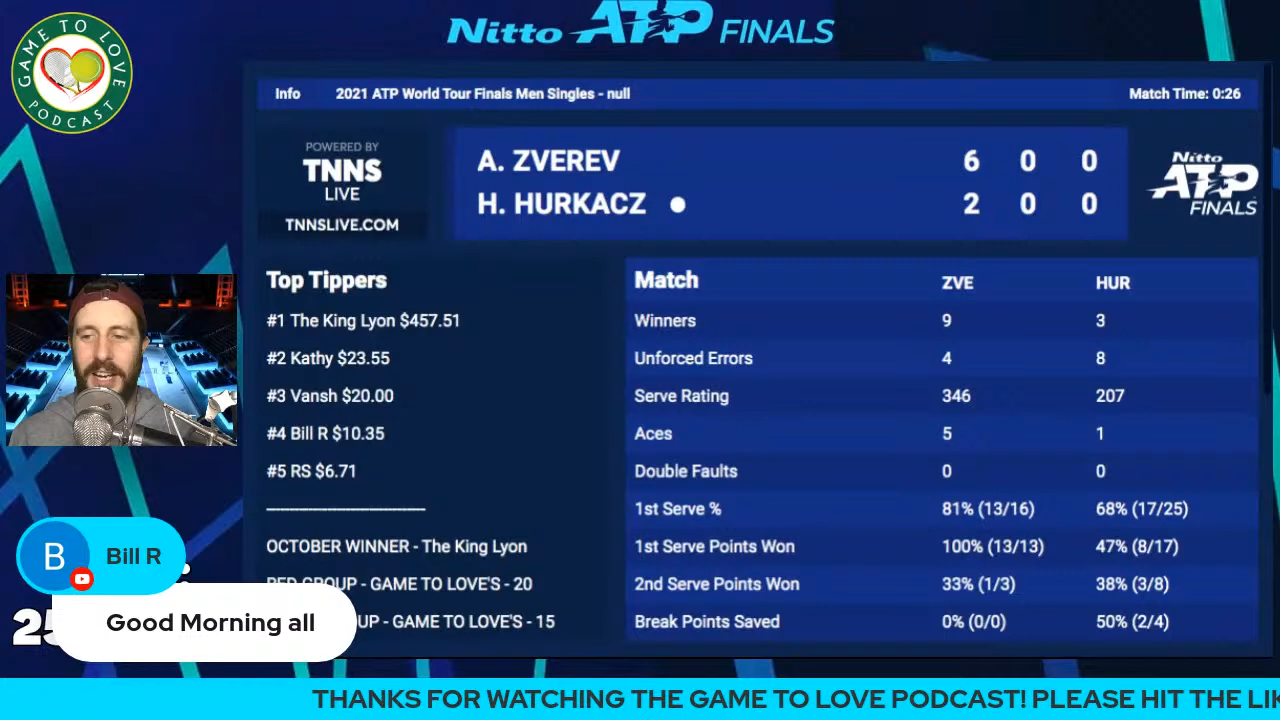 GAME TO LOVE
PODCAST
Nitto ATP FINALS
Info 2021 ATP World Tour Finals Men Singles - null Match Time: 0:26
POWERED BY
TNNS
LIVE
TNNSLIVE.COM
A. ZVEREV 6 0 0
H. HURKACZ 2 0 0
Nitto
ATP
FINALS
Top Tippers
#1 The King Lyon $457.51
#2 Kathy $23.55
#3 Vansh $20.00
#4 Bill R $10.35
#5 RS $6.71
----------------------------------
OCTOBER WINNER - The King Lyon
RED GROUP - GAME TO LOVE'S - 20
UP - GAME TO LOVE'S - 15
Match ZVE HUR
Winners 9 3
Unforced Errors 4 8
Serve Rating 346 207
Aces 5 1
Double Faults 0 0
1st Serve % 81% (13/16) 68% (17/25)
1st Serve Points Won 100% (13/13) 47% (8/17)
2nd Serve Points Won 33% (1/3) 38% (3/8)
Break Points Saved 0% (0/0) 50% (2/4)
B Bill R
Good Morning all
THANKS FOR WATCHING THE GAME TO LOVE PODCAST! PLEASE HIT THE LI